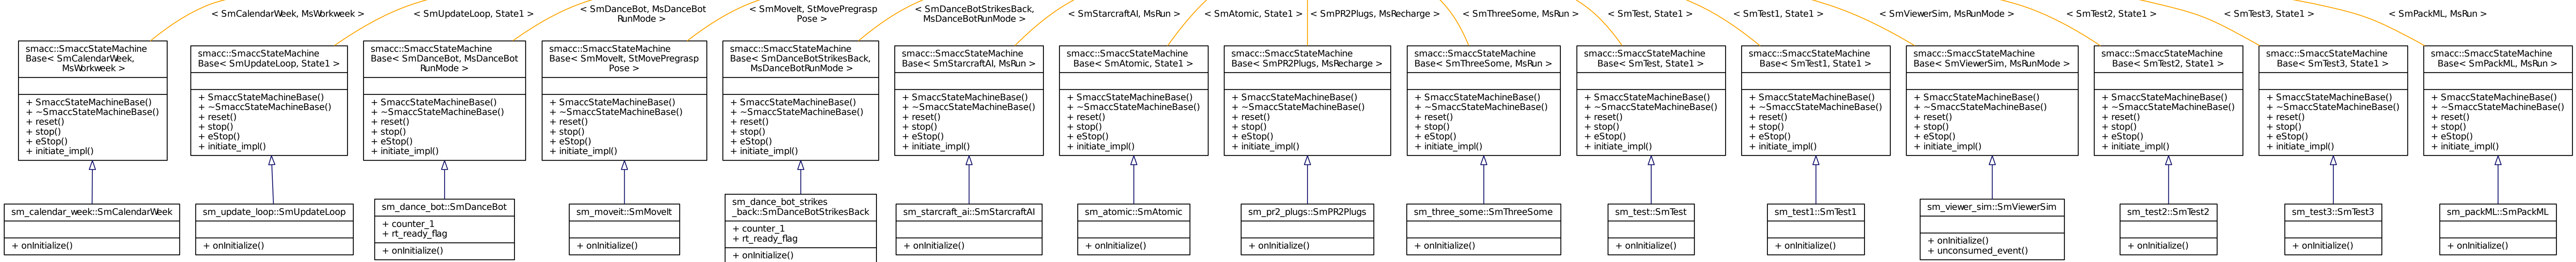 < SmCalendarWeek, MsWorkweek >
< SmUpdateLoop, State1 >
< SmDanceBot, MsDanceBot
RunMode >
< SmMoveIt, StMovePregrasp
Pose >
< SmDanceBotStrikesBack,
MsDanceBotRunMode >
< SmStarcraftAI, MsRun >
< SmAtomic, State1 >
< SmPR2Plugs, MsRecharge >
< SmThreeSome, MsRun >
< SmTest, State1 >
< SmTest1, State1 >
< SmViewerSim, MsRunMode >
< SmTest2, State1 >
< SmTest3, State1 >
< SmPackML, MsRun >
smacc::SmaccStateMachine
Base< SmCalendarWeek,
MsWorkweek >
+ SmaccStateMachineBase()
+ ~SmaccStateMachineBase()
+ reset()
+ stop()
+ eStop()
+ initiate_impl()
smacc::SmaccStateMachine
Base< SmUpdateLoop, State1 >
+ SmaccStateMachineBase()
+ ~SmaccStateMachineBase()
+ reset()
+ stop()
+ eStop()
+ initiate_impl()
smacc::SmaccStateMachine
Base< SmDanceBot, MsDanceBot
RunMode >
+ SmaccStateMachineBase()
+ ~SmaccStateMachineBase()
+ reset()
+ stop()
+ eStop()
+ initiate_impl()
smacc::SmaccStateMachine
Base< SmMoveIt, StMovePregrasp
Pose >
+ SmaccStateMachineBase()
+ ~SmaccStateMachineBase()
+ reset()
+ stop()
+ eStop()
+ initiate_impl()
smacc::SmaccStateMachine
Base< SmDanceBotStrikesBack,
MsDanceBotRunMode >
+ SmaccStateMachineBase()
+ ~SmaccStateMachineBase()
+ reset()
+ stop()
+ eStop()
+ initiate_impl()
smacc::SmaccStateMachine
Base< SmStarcraftAI, MsRun >
+ SmaccStateMachineBase()
+ ~SmaccStateMachineBase()
+ reset()
+ stop()
+ eStop()
+ initiate_impl()
smacc::SmaccStateMachine
Base< SmAtomic, State1 >
+ SmaccStateMachineBase()
+ ~SmaccStateMachineBase()
+ reset()
+ stop()
+ eStop()
+ initiate_impl()
smacc::SmaccStateMachine
Base< SmPR2Plugs, MsRecharge >
+ SmaccStateMachineBase()
+ ~SmaccStateMachineBase()
+ reset()
+ stop()
+ eStop()
+ initiate_impl()
smacc::SmaccStateMachine
Base< SmThreeSome, MsRun >
+ SmaccStateMachineBase()
+ ~SmaccStateMachineBase()
+ reset()
+ stop()
+ eStop()
+ initiate_impl()
smacc::SmaccStateMachine
Base< SmTest, State1 >
+ SmaccStateMachineBase()
+ ~SmaccStateMachineBase()
+ reset()
+ stop()
+ eStop()
+ initiate_impl()
smacc::SmaccStateMachine
Base< SmTest1, State1 >
+ SmaccStateMachineBase()
+ ~SmaccStateMachineBase()
+ reset()
+ stop()
+ eStop()
+ initiate_impl()
smacc::SmaccStateMachine
Base< SmViewerSim, MsRunMode >
+ SmaccStateMachineBase()
+ ~SmaccStateMachineBase()
+ reset()
+ stop()
+ eStop()
+ initiate_impl()
smacc::SmaccStateMachine
Base< SmTest2, State1 >
+ SmaccStateMachineBase()
+ ~SmaccStateMachineBase()
+ reset()
+ stop()
+ eStop()
+ initiate_impl()
smacc::SmaccStateMachine
Base< SmTest3, State1 >
+ SmaccStateMachineBase()
+ ~SmaccStateMachineBase()
+ reset()
+ stop()
+ eStop()
+ initiate_impl()
smacc::SmaccStateMachine
Base< SmPackML, MsRun >
+ SmaccStateMachineBase()
+ ~SmaccStateMachineBase()
+ reset()
+ stop()
+ eStop()
+ initiate_impl()
sm_calendar_week::SmCalendarWeek
+ onInitialize()
sm_update_loop::SmUpdateLoop
+ onInitialize()
sm_dance_bot::SmDanceBot
+ counter_1
+ rt_ready_flag
+ onInitialize()
sm_moveit::SmMoveIt
+ onInitialize()
sm_dance_bot_strikes
_back::SmDanceBotStrikesBack
+ counter_1
+ rt_ready_flag
+ onInitialize()
sm_starcraft_ai::SmStarcraftAI
+ onInitialize()
sm_atomic::SmAtomic
+ onInitialize()
sm_pr2_plugs::SmPR2Plugs
+ onInitialize()
sm_three_some::SmThreeSome
+ onInitialize()
sm_test::SmTest
+ onInitialize()
sm_test1::SmTest1
+ onInitialize()
sm_viewer_sim::SmViewerSim
+ onInitialize()
+ unconsumed_event()
sm_test2::SmTest2
+ onInitialize()
sm_test3::SmTest3
+ onInitialize()
sm_packML::SmPackML
+ onInitialize()